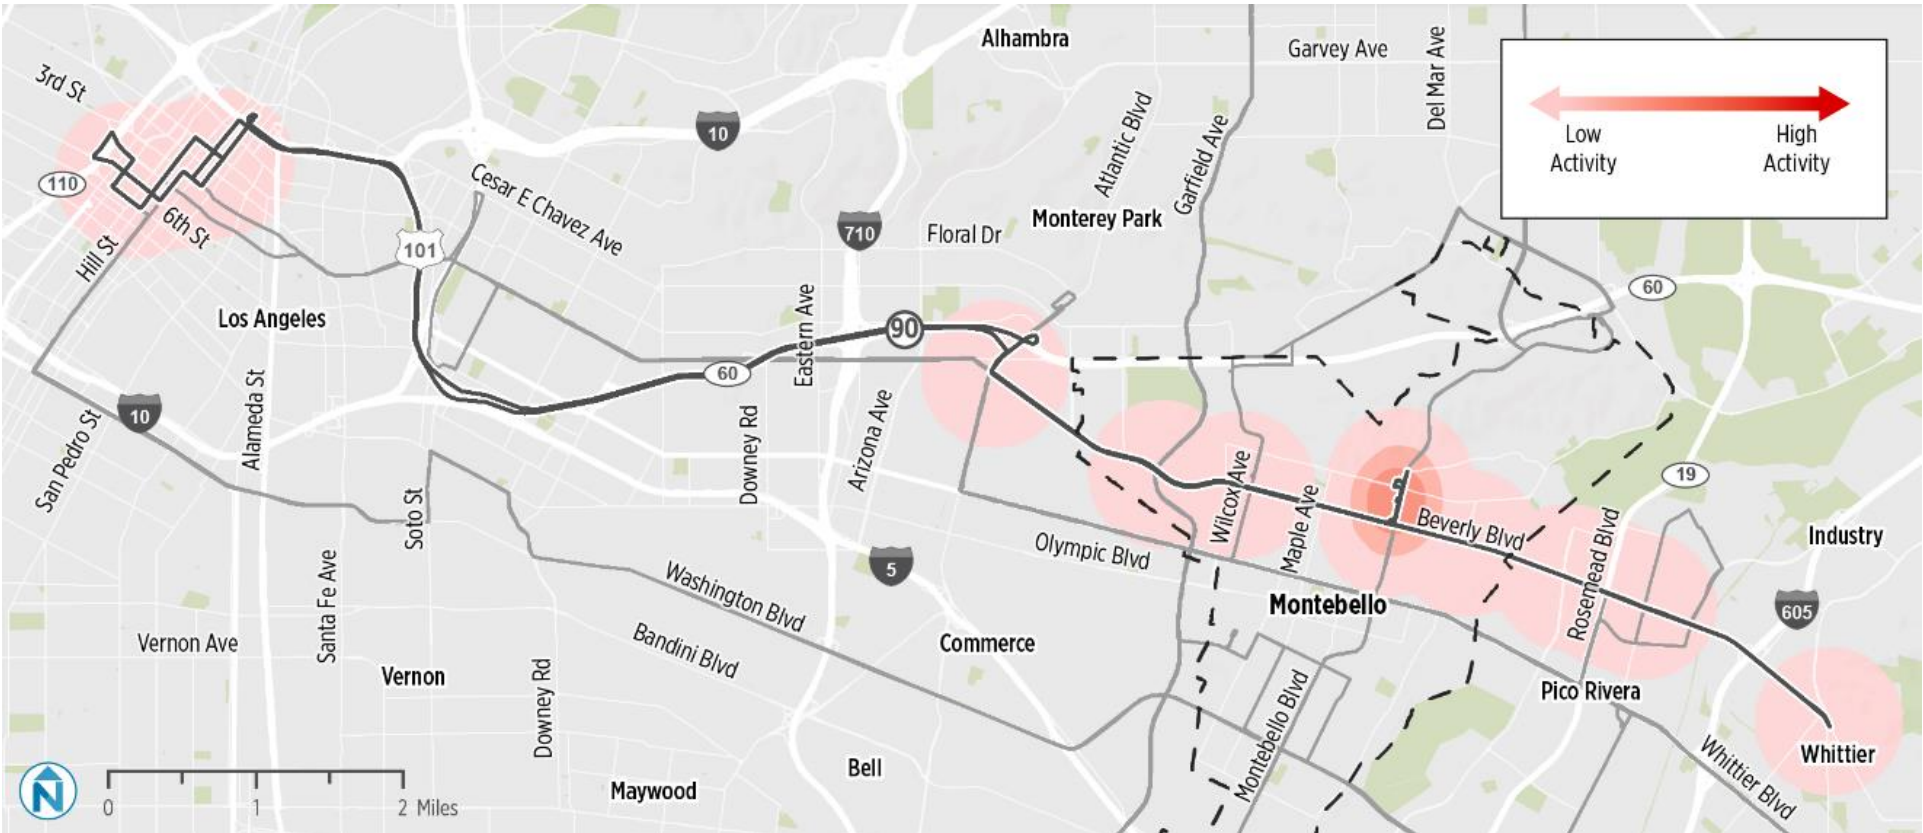 Alhambra
Garvey Ave
Del Mar Ave
3rd St
10
Low
Activity
High
Activity
Atlantic Blvd
Garfield Ave
110
Cesar E Chavez Ave
6th St
Hill St
101
710
Floral Dr
Monterey Park
60
Los Angeles
Eastern Ave
90
60
10
Alameda St
San Pedro St
Downey Rd
Arizona Ave
Soto St
Wilcox Ave
Maple Ave
Beverly Blvd
19
Rosemead Blvd
Industry
Olympic Blvd
5
Washington Blvd
Santa Fe Ave
Montebello
605
Vernon Ave
Bandini Blvd
Commerce
Vernon
Downey Rd
Pico Rivera
Montebello Blvd
Whittier Blvd
Whittier
Bell
Maywood
N
0 1 2 Miles